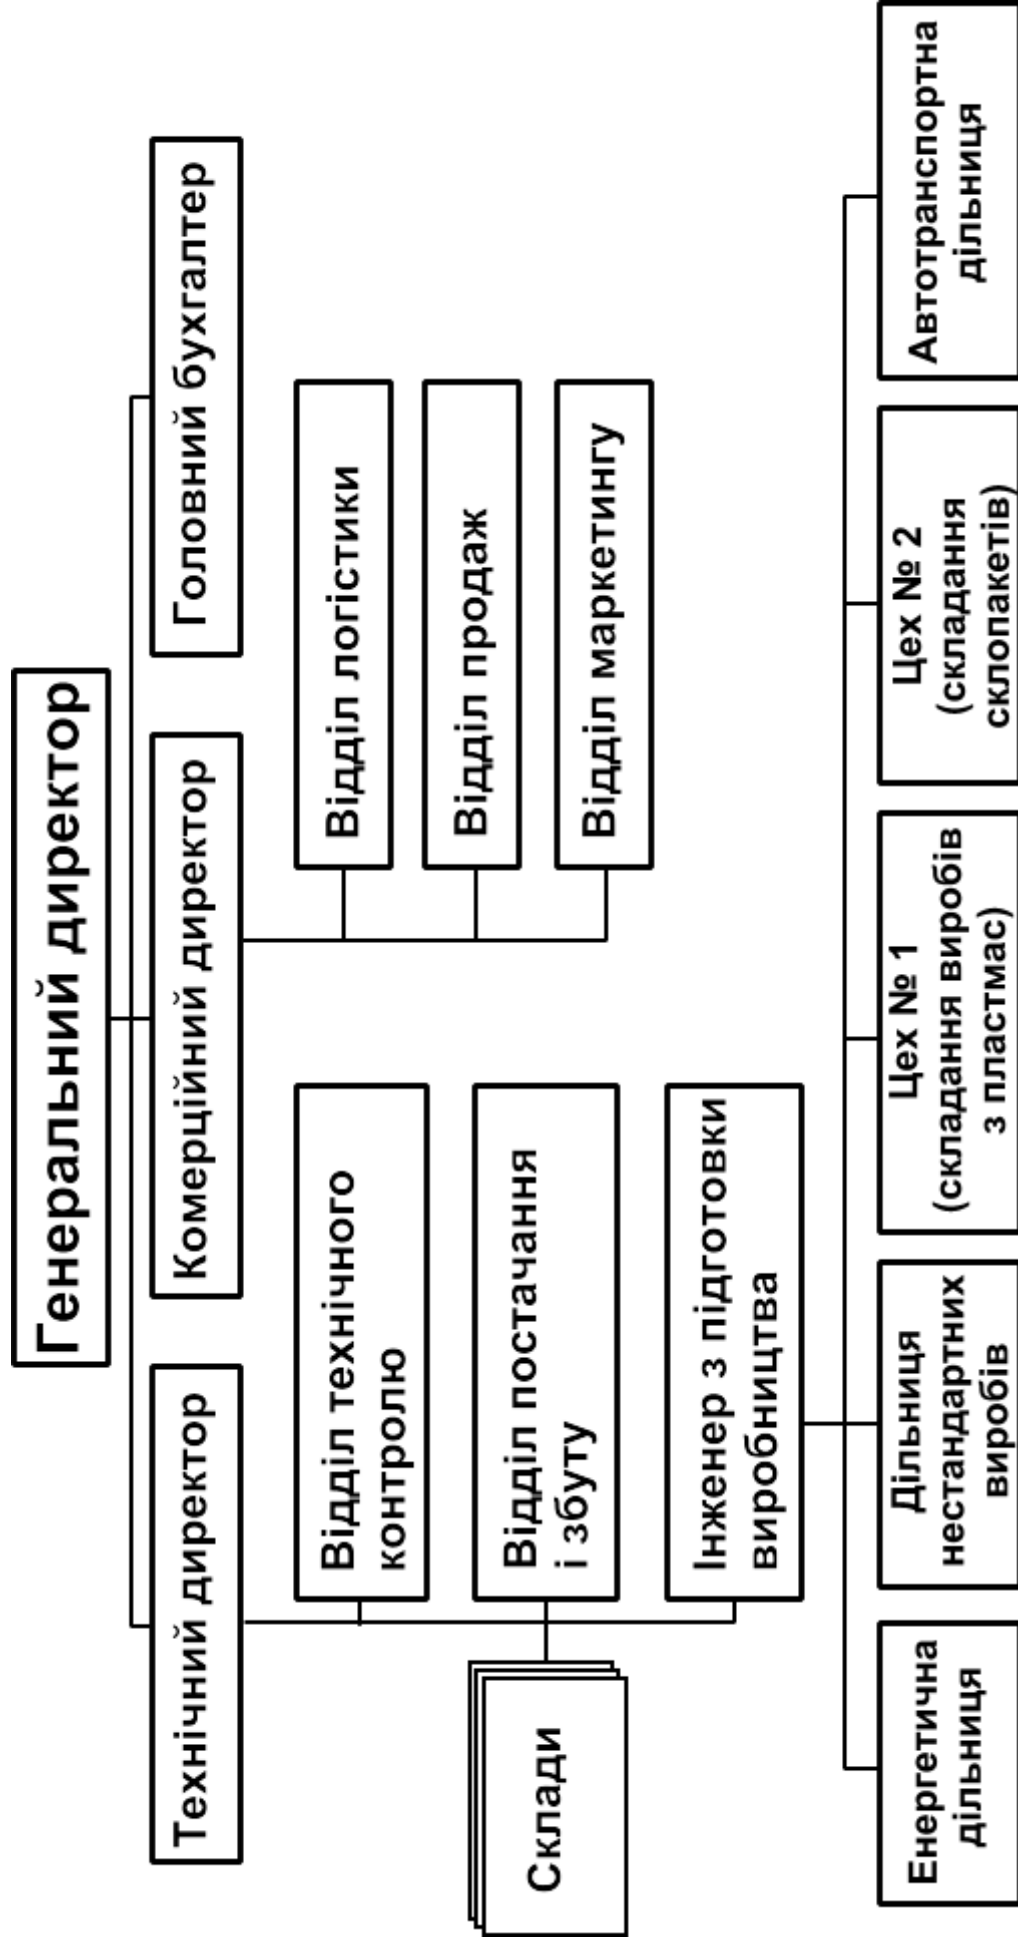 Генеральний директор
Технічний директор
Комерційний директор
Головний бухгалтер
Відділ технічного
контролю
Відділ логістики
Склади
Відділ постачання
і збуту
Відділ продаж
Інженер з підготовки
виробництва
Відділ маркетингу
Енергетична
дільниця
Дільниця
нестандартних
виробів
Цех № 1
(складання виробів
з пластмас)
Цех № 2
(складання
склопакетів)
Автотранспортна
дільниця